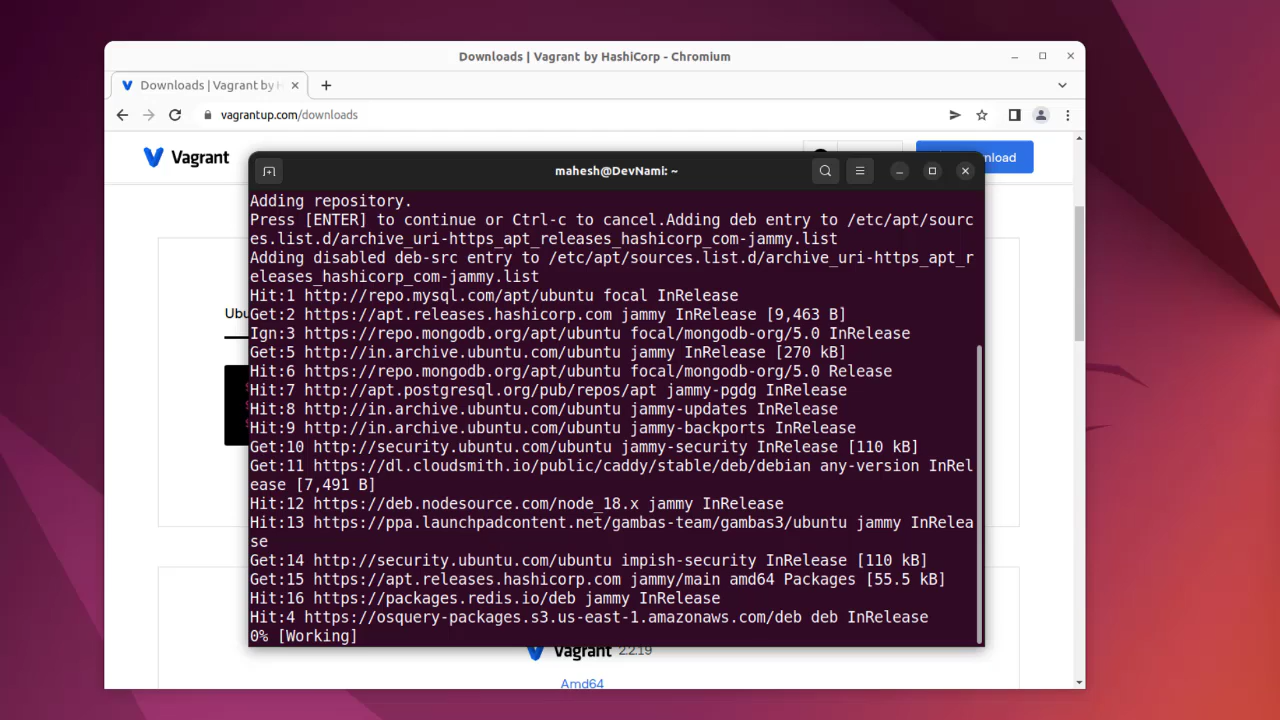 Downloads | Vagrant by HashiCorp - Chromium
Downloads | Vagrant by
vagrantup.com/downloads
Vagrant
mahesh@DevNami: ~
Adding repository.
Press [ENTER] to continue or Ctrl-c to cancel.Adding deb entry to /etc/apt/sourc
es.list.d/archive_uri-https_apt_releases_hashicorp_com-jammy.list
Adding disabled deb-src entry to /etc/apt/sources.list.d/archive_uri-https_apt_r
eleases_hashicorp_com-jammy.list
Hit:1 http://repo.mysql.com/apt/ubuntu focal InRelease
Get:2 https://apt.releases.hashicorp.com jammy InRelease [9,463 B]
Ign:3 https://repo.mongodb.org/apt/ubuntu focal/mongodb-org/5.0 InRelease
Get:5 http://in.archive.ubuntu.com/ubuntu jammy InRelease [270 kB]
Hit:6 https://repo.mongodb.org/apt/ubuntu focal/mongodb-org/5.0 Release
Hit:7 http://apt.postgresql.org/pub/repos/apt jammy-pgdg InRelease
Hit:8 http://in.archive.ubuntu.com/ubuntu jammy-updates InRelease
Hit:9 http://in.archive.ubuntu.com/ubuntu jammy-backports InRelease
Get:10 http://security.ubuntu.com/ubuntu jammy-security InRelease [110 kB]
Get:11 https://dl.cloudsmith.io/public/caddy/stable/deb/debian any-version InRel
ease [7,491 B]
Hit:12 https://deb.nodesource.com/node_18.x jammy InRelease
Hit:13 https://ppa.launchpadcontent.net/gambas-team/gambas3/ubuntu jammy InRelea
se
Get:14 http://security.ubuntu.com/ubuntu impish-security InRelease [110 kB]
Get:15 https://apt.releases.hashicorp.com jammy/main amd64 Packages [55.5 kB]
Hit:16 https://packages.redis.io/deb jammy InRelease
Hit:4 https://osquery-packages.s3.us-east-1.amazonaws.com/deb deb InRelease
0% [Working]
Vagrant 2.2.19
Amd64